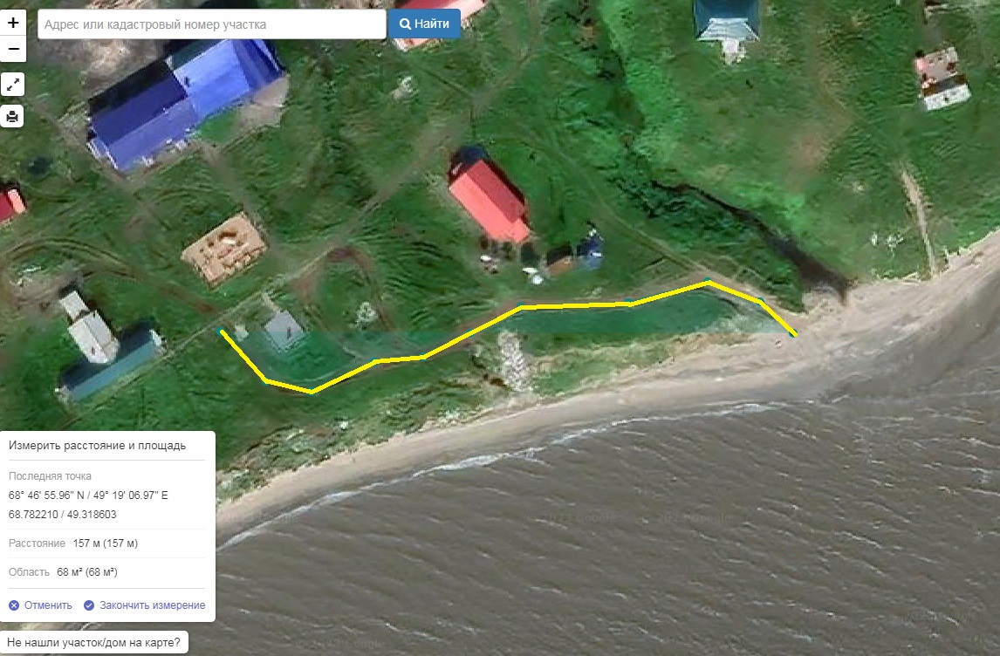 +
Адрес или кадастровый номер участка
Найти
−
Измерить расстояние и площадь
Последняя точка
68° 46' 55.96" N / 49° 19' 06.97" E
68.782210 / 49.318603
Расстояние 157 м (157 м)
Область 68 м² (68 м²)
Отменить Закончить измерение
Не нашли участок/дом на карте?